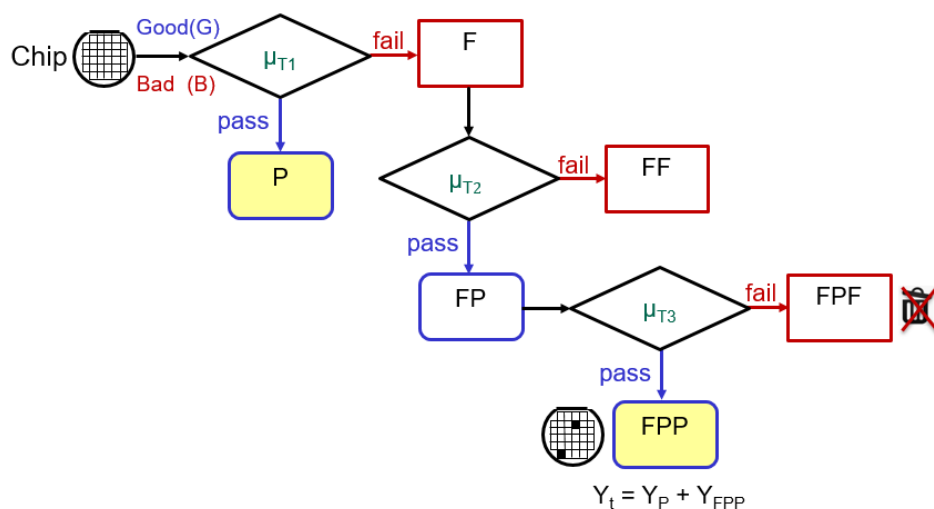 Good(G)
Chip
Bad (B)
μT1
fail
F
pass
P
μT2
fail
FF
pass
FP
μT3
fail
FPF
pass
FPP
Yt = YP + YFPP